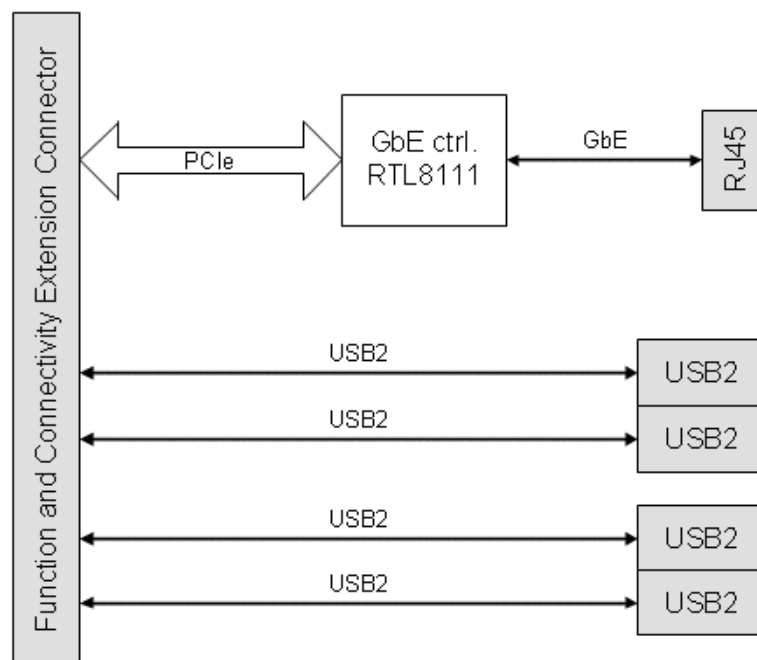 Function and Connectivity Extension Connector
PCIe
GbE ctrl.
RTL8111
GbE
RJ45
USB2
USB2
USB2
USB2
USB2
USB2
USB2
USB2